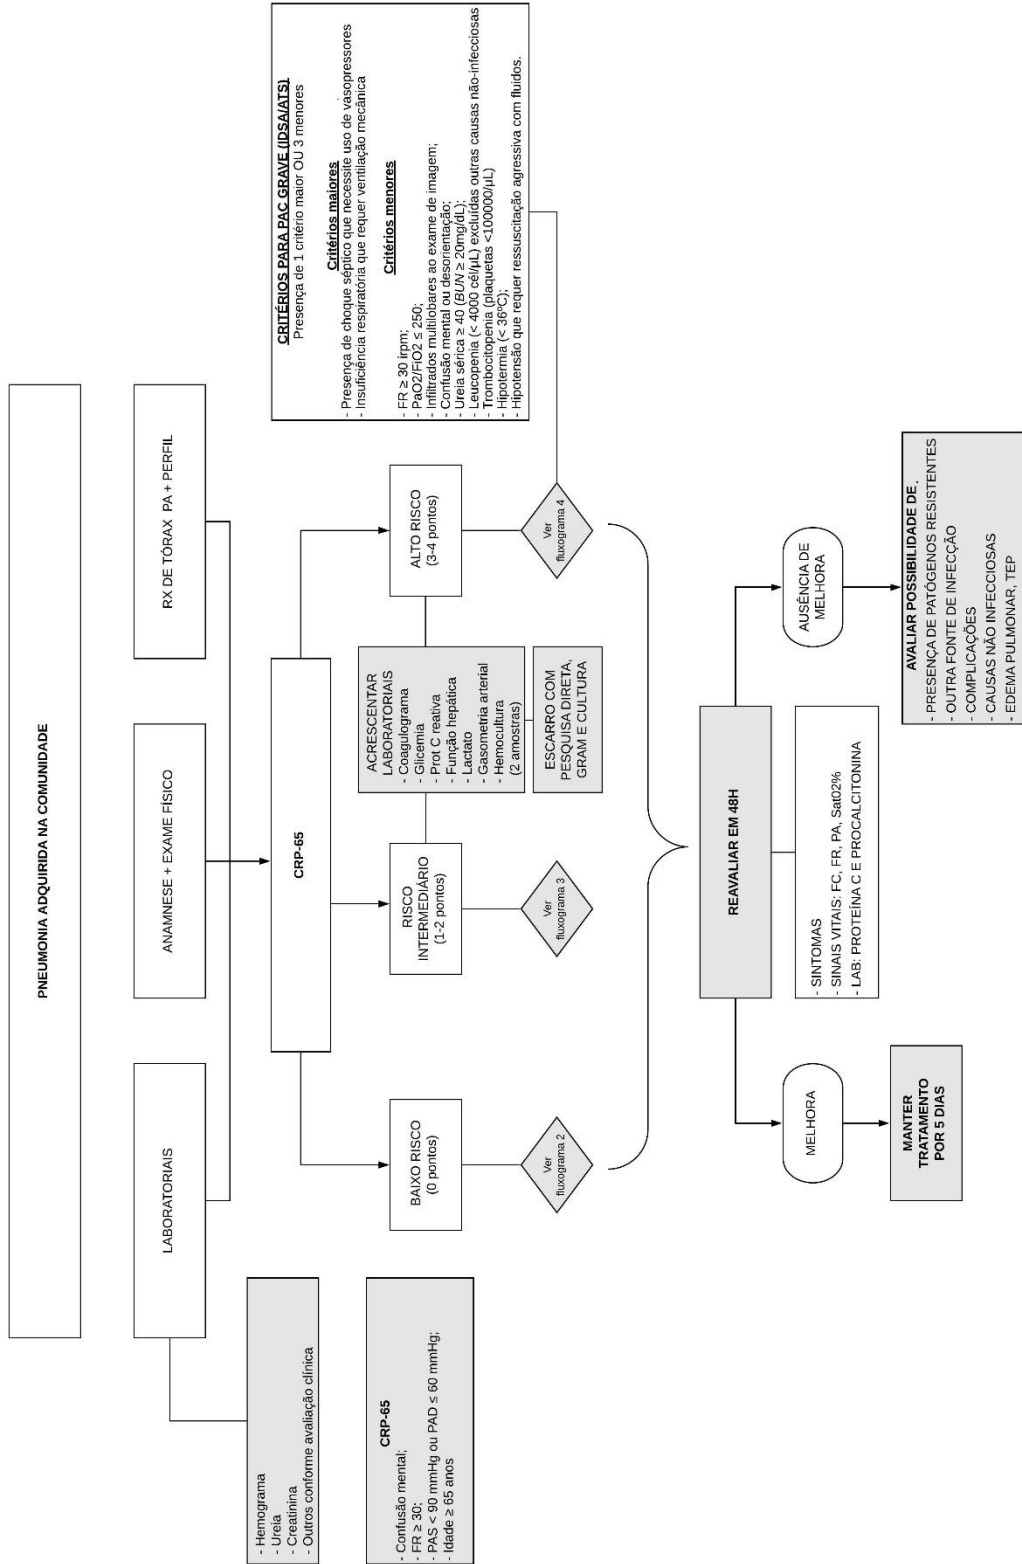 PNEUMONIA ADQUIRIDA NA COMUNIDADE
LABORATORIAIS
ANAMNESE + EXAME FÍSICO
RX DE TÓRAX PA + PERFIL
- Hemograma
- Ureia
- Creatinina
- Outros conforme avaliação clínica
CRP-65
CRP-65
- Confusão mental;
- FR ≥ 30;
- PAS < 90 mmHg ou PAD ≤ 60 mmHg;
- Idade ≥ 65 anos
CRITÉRIOS PARA PAC GRAVE (IDSA/ATS)
Presença de 1 critério maior OU 3 menores
Critérios maiores
- Presença de choque séptico que necessite uso de vasopressores
- Insuficiência respiratória que requer ventilação mecânica
Critérios menores
- FR ≥ 30 irpm;
- PaO2/FiO2 ≤ 250;
- Infiltrados multilobares ao exame de imagem;
- Confusão mental ou desorientação;
- Ureia sérica ≥ 40 (BUN ≥ 20mg/dL);
- Leucopenia (< 4000 cél/μL) excluídas outras causas não-infecciosas
- Trombocitopenia (plaquetas <100000/μL)
- Hipotermia (< 36ºC);
- Hipotensão que requer ressuscitação agressiva com fluidos.
BAIXO RISCO
(0 pontos)
RISCO
INTERMEDIÁRIO
(1-2 pontos)
ACRESCENTAR
LABORATORIAIS
- Coagulograma
- Glicemia
- Prot C reativa
- Função hepática
- Lactato
- Gasometria arterial
- Hemocultura
(2 amostras)
ESCARRO COM
PESQUISA DIRETA,
GRAM E CULTURA
ALTO RISCO
(3-4 pontos)
Ver
fluxograma 2
Ver
fluxograma 3
Ver
fluxograma 4
REAVALIAR EM 48H
- SINTOMAS
- SINAIS VITAIS: FC, FR, PA, Sat02%
- LAB: PROTEÍNA C E PROCALCITONINA
MELHORA
AUSÊNCIA DE
MELHORA
MANTER
TRATAMENTO
POR 5 DIAS
AVALIAR POSSIBILIDADE DE.
- PRESENÇA DE PATÓGENOS RESISTENTES
- OUTRA FONTE DE INFECÇÃO
- COMPLICAÇÕES
- CAUSAS NÃO INFECCIOSAS
- EDEMA PULMONAR, TEP